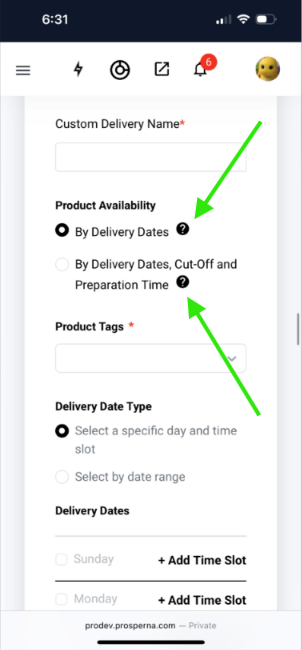 6:31
6
Custom Delivery Name*
Product Availability
By Delivery Dates ?
By Delivery Dates, Cut-Off and
Preparation Time ?
Product Tags *
Delivery Date Type
Select a specific day and time
slot
Select by date range
Delivery Dates
Sunday + Add Time Slot
Monday + Add Time Slot
prodev.prosperna.com — Private